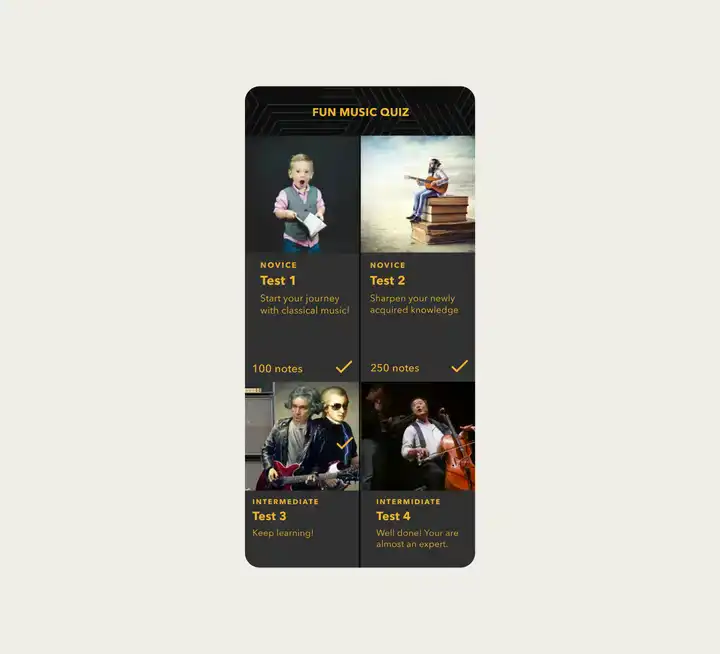 FUN MUSIC QUIZ
NOVICE
Test 1
Start your journey
with classical music!
100 notes
NOVICE
Test 2
Sharpen your newly
acquired knowledge
250 notes
INTERMEDIATE
Test 3
Keep learning!
INTERMIDIATE
Test 4
Well done! Your are
almost an expert.